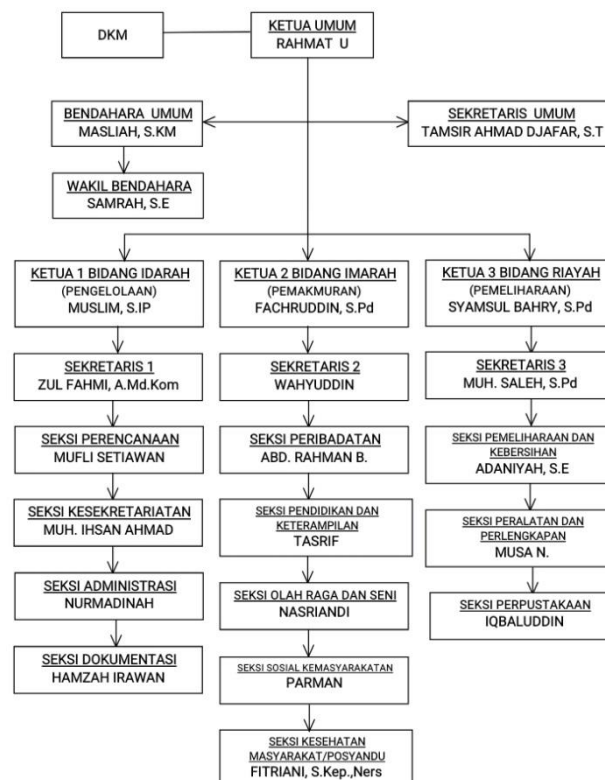 DKM
KETUA UMUM
RAHMAT U
BENDAHARA UMUM
MASLIAH, S.KM
SEKRETARIS UMUM
TAMSIR AHMAD DJAFAR, S.T
WAKIL BENDAHARA
SAMRAH, S.E
KETUA 1 BIDANG IDARAH
(PENGELOLAAN)
MUSLIM, S.IP
KETUA 2 BIDANG IMARAH
(PEMAKMURAN)
FACHRUDDIN, S.Pd
KETUA 3 BIDANG RIAYAH
(PEMELIHARAAN)
SYAMSUL BAHRY, S.Pd
SEKRETARIS 1
ZUL FAHMI, A.Md.Kom
SEKRETARIS 2
WAHYUDDIN
SEKRETARIS 3
MUH. SALEH, S.Pd
SEKSI PERENCANAAN
MUFLI SETIAWAN
SEKSI PERIBADATAN
ABD. RAHMAN B.
SEKSI PEMELIHARAAN DAN
KEBERSIHAN
ADANIYAH, S.E
SEKSI KESEKRETARIATAN
MUH. IHSAN AHMAD
SEKSI PENDIDIKAN DAN
KETERAMPILAN
TASRIF
SEKSI PERALATAN DAN
PERLENGKAPAN
MUSA N.
SEKSI ADMINISTRASI
NURMADINAH
SEKSI OLAH RAGA DAN SENI
NASRIANDI
SEKSI PERPUSTAKAAN
IQBALUDDIN
SEKSI DOKUMENTASI
HAMZAH IRAWAN
SEKSI SOSIAL KEMASYARAKATAN
PARMAN
SEKSI KESEHATAN
MASYARAKAT/POSYANDU
FITRIANI, S.Kep.,Ners